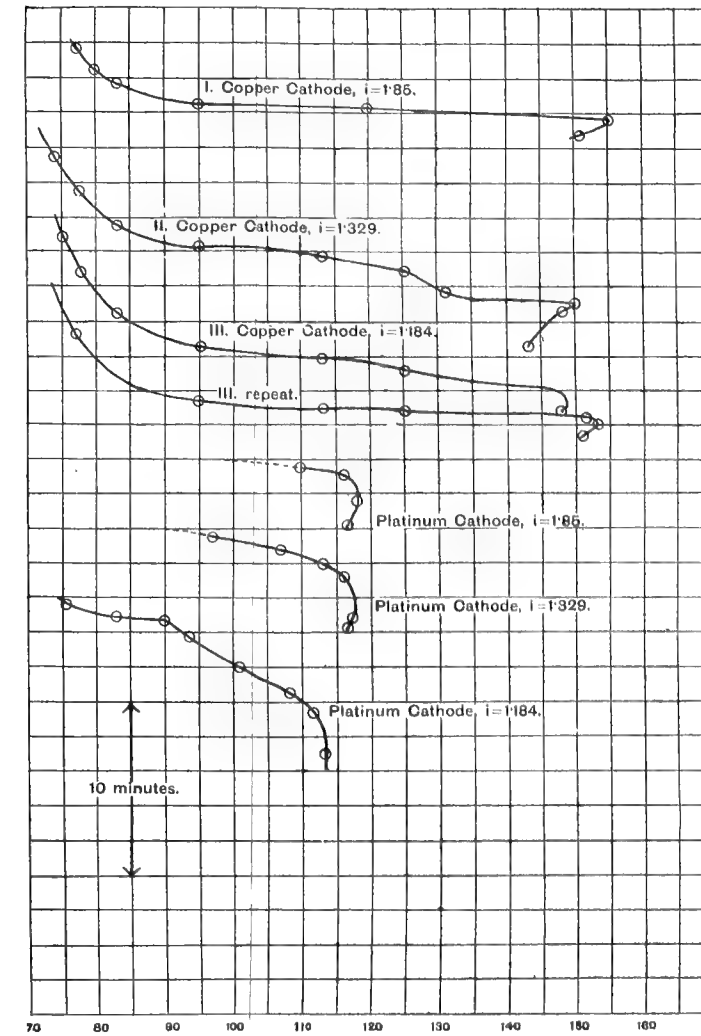 I. Copper Cathode, i=1·85.
II. Copper Cathode, i=1·329.
III. Copper Cathode, i=1·184.
III. repeat.
Platinum Cathode, i=1·85.
Platinum Cathode, i=1·329.
Platinum Cathode, i=1·184.
10 minutes.
70 80 90 100 110 120 130 140 150 160